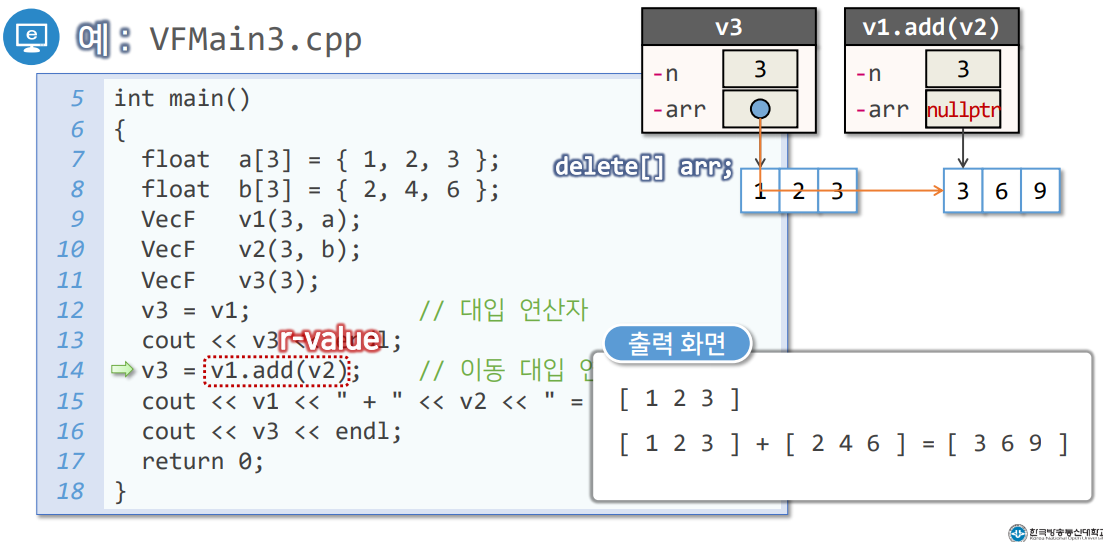 예: VFMain3.cpp
5 int main()
6 {
7 float a[3] = { 1, 2, 3 };
8 float b[3] = { 2, 4, 6 };
9 VecF v1(3, a);
10 VecF v2(3, b);
11 VecF v3(3);
12 v3 = v1; // 대입 연산자
13 cout << v3 << endl;
r-value
14 v3 = v1.add(v2); // 이동 대입
15 cout << v1 << " + " << v2 << " =
16 cout << v3 << endl;
17 return 0;
18 }
v3
-n 3
-arr
v1.add(v2)
-n 3
-arr nullptr
delete[] arr;
1 2 3
3 6 9
출력 화면
[ 1 2 3 ]
[ 1 2 3 ] + [ 2 4 6 ] = [ 3 6 9 ]
한국방송통신대학교
Korea National Open University